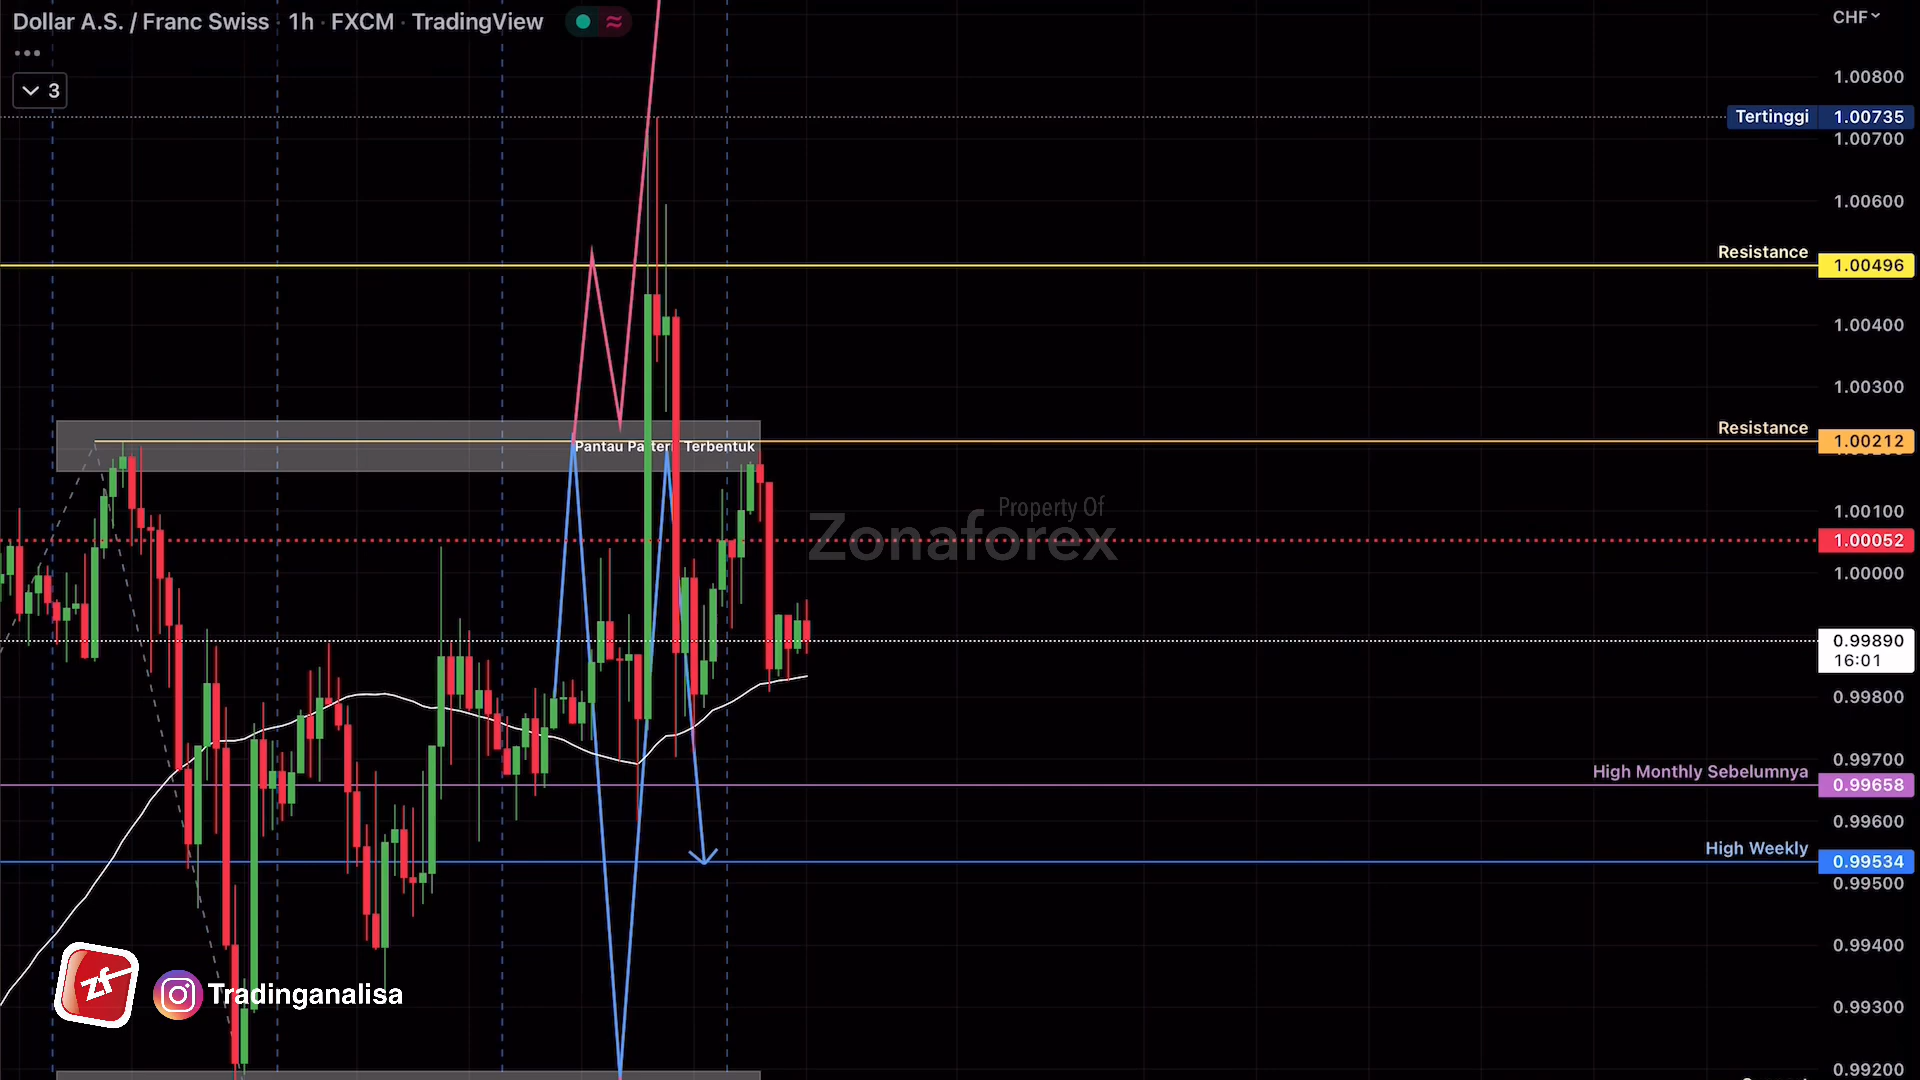 Dollar A.S. / Franc Swiss · 1h · FXCM · TradingView
CHF
3
1.00800
Tertinggi 1.00735
1.00700
1.00600
Resistance
1.00496
1.00400
1.00300
Resistance
1.00212
Pantau Patter Terbentuk
Property Of
Zonaforex
1.00100
1.00052
1.00000
0.99890
16:01
0.99800
0.99700
High Monthly Sebelumnya
0.99658
0.99600
High Weekly
0.99534
0.99500
0.99400
zf
Tradinganalisa
0.99300
0.99200